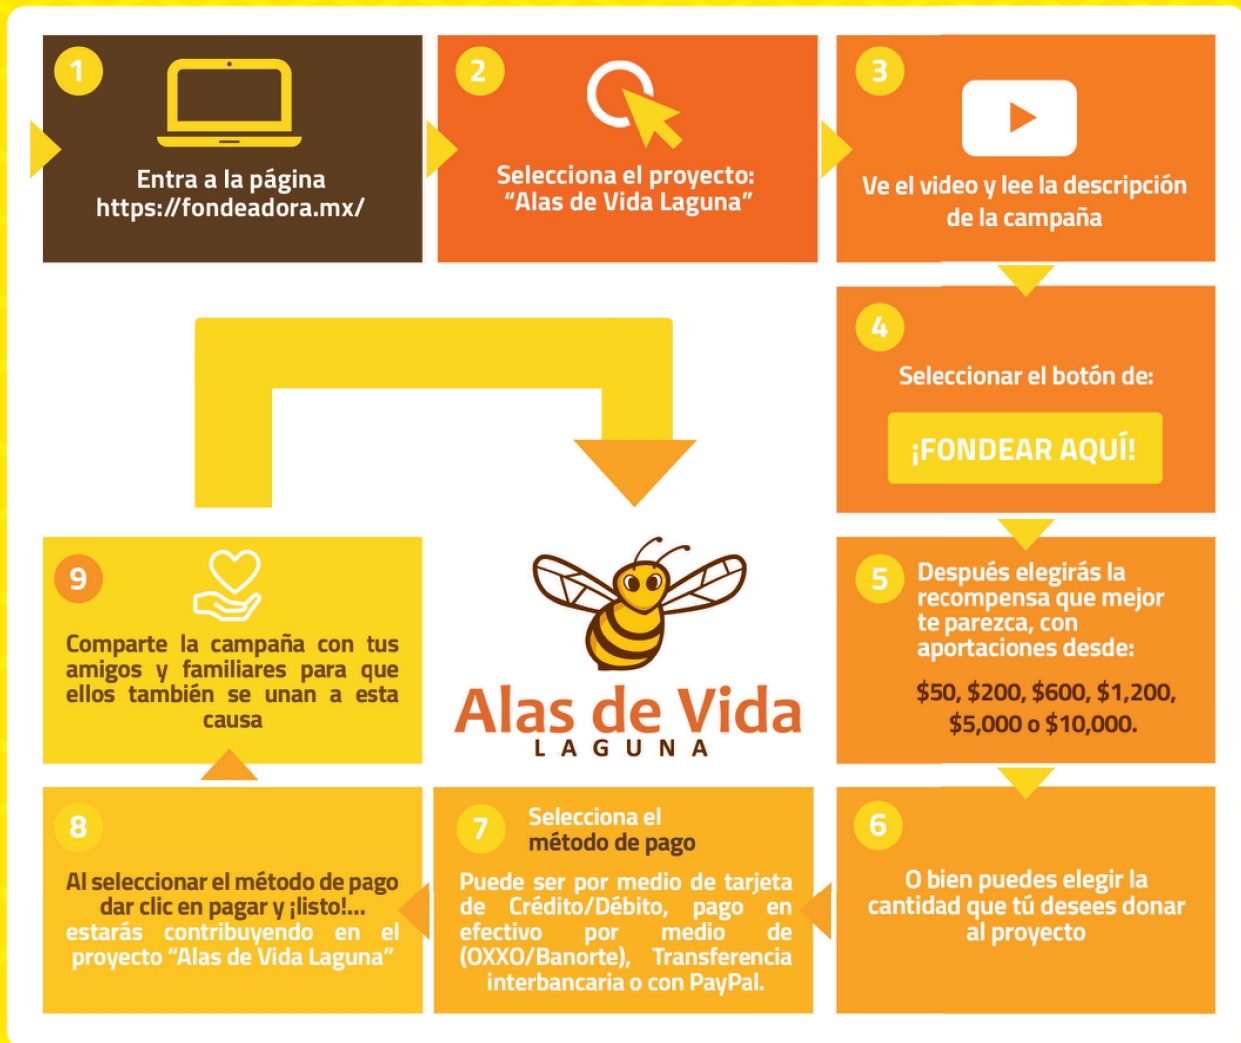 1
Entra a la página
https://fondeadora.mx/
2
Selecciona el proyecto:
“Alas de Vida Laguna”
3
Ve el video y lee la descripción
de la campaña
4
Seleccionar el botón de:
¡FONDEAR AQUÍ!
5
Después elegirás la
recompensa que mejor
te parezca, con
aportaciones desde:
$50, $200, $600, $1,200,
$5,000 o $10,000.
6
O bien puedes elegir la
cantidad que tú desees donar
al proyecto
7
Selecciona el
método de pago
Puede ser por medio de tarjeta
de Crédito/Débito, pago en
efectivo por medio de
(OXXO/Banorte), Transferencia
interbancaria o con PayPal.
8
Al seleccionar el método de pago
dar clic en pagar y ¡listo!...
estarás contribuyendo en el
proyecto “Alas de Vida Laguna”
9
Comparte la campaña con tus
amigos y familiares para que
ellos también se unan a esta
causa
Alas de Vida
LAGUNA